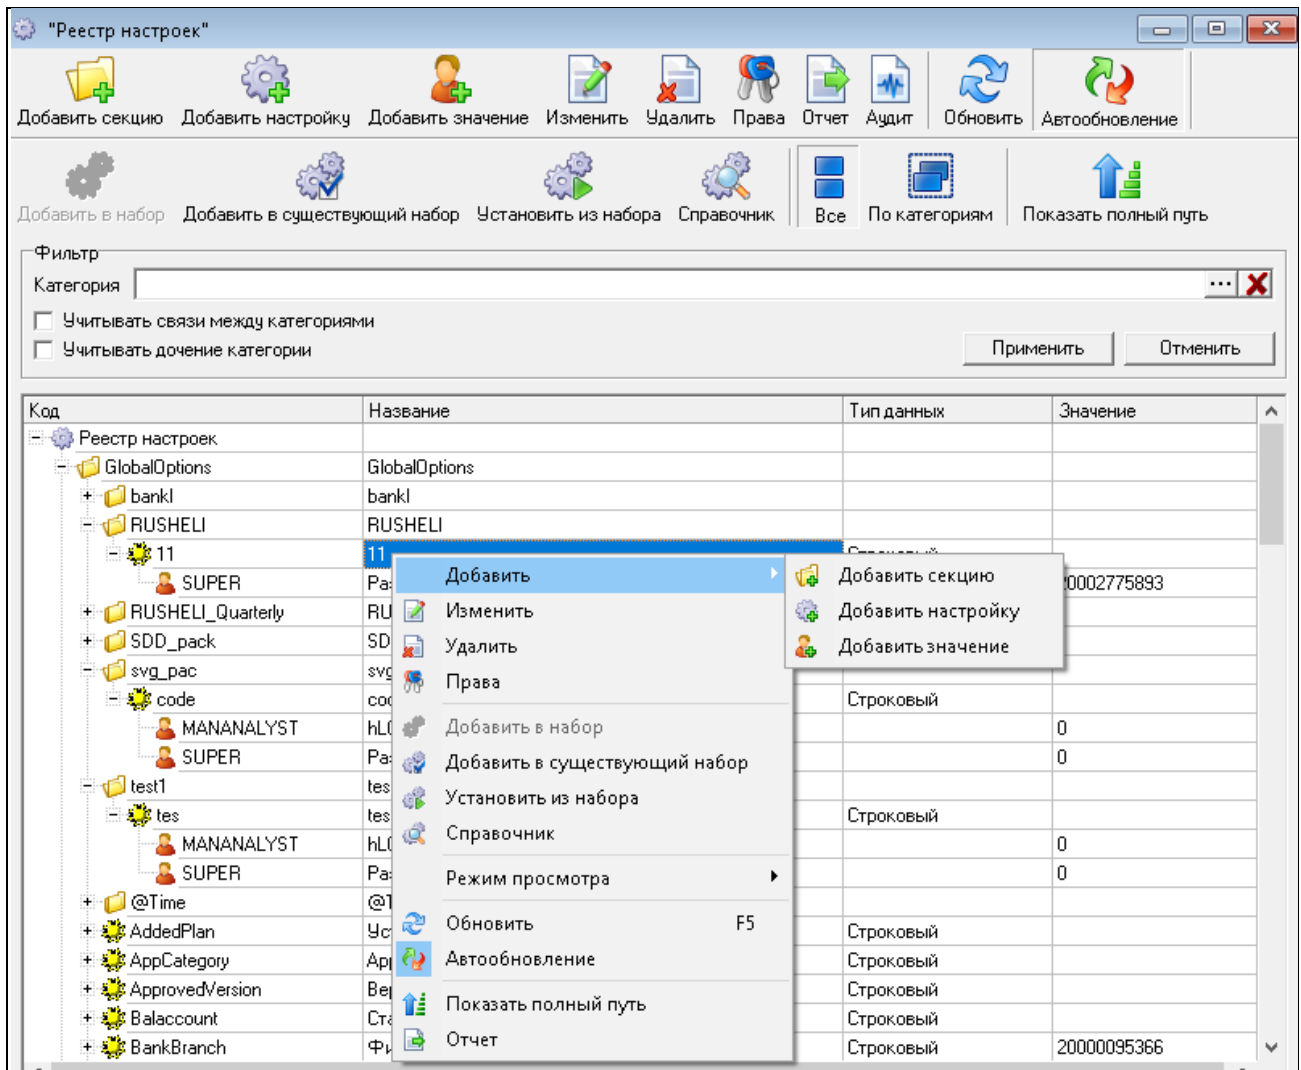 "Реестр настроек"
Добавить секцию Добавить настройку Добавить значение Изменить Удалить Права Отчет Аудит Обновить Автообновление
Добавить в набор Добавить в существующий набор Установить из набора Справочник Все По категориям Показать полный путь
Фильтр
Категория ...
Учитывать связи между категориями
Учитывать дочение категории
Применить Отменить
Код Название Тип данных Значение
Реестр настроек
GlobalOptions GlobalOptions
bankI bankI
RUSHELI RUSHELI
11 11 Строковый
SUPER 20002775893
RUSHELI_Quarterly
SDD_pack
svg_pac
code Строковый
MANANALYST 0
SUPER 0
test1
tes Строковый
MANANALYST 0
SUPER 0
@Time
AddedPlan Строковый
AppCategory Строковый
ApprovedVersion Строковый
Balaccount Строковый
BankBranch Строковый 20000095366
Добавить
Изменить
Удалить
Права
Добавить в набор
Добавить в существующий набор
Установить из набора
Справочник
Режим просмотра
Обновить F5
Автообновление
Показать полный путь
Отчет
Добавить секцию
Добавить настройку
Добавить значение